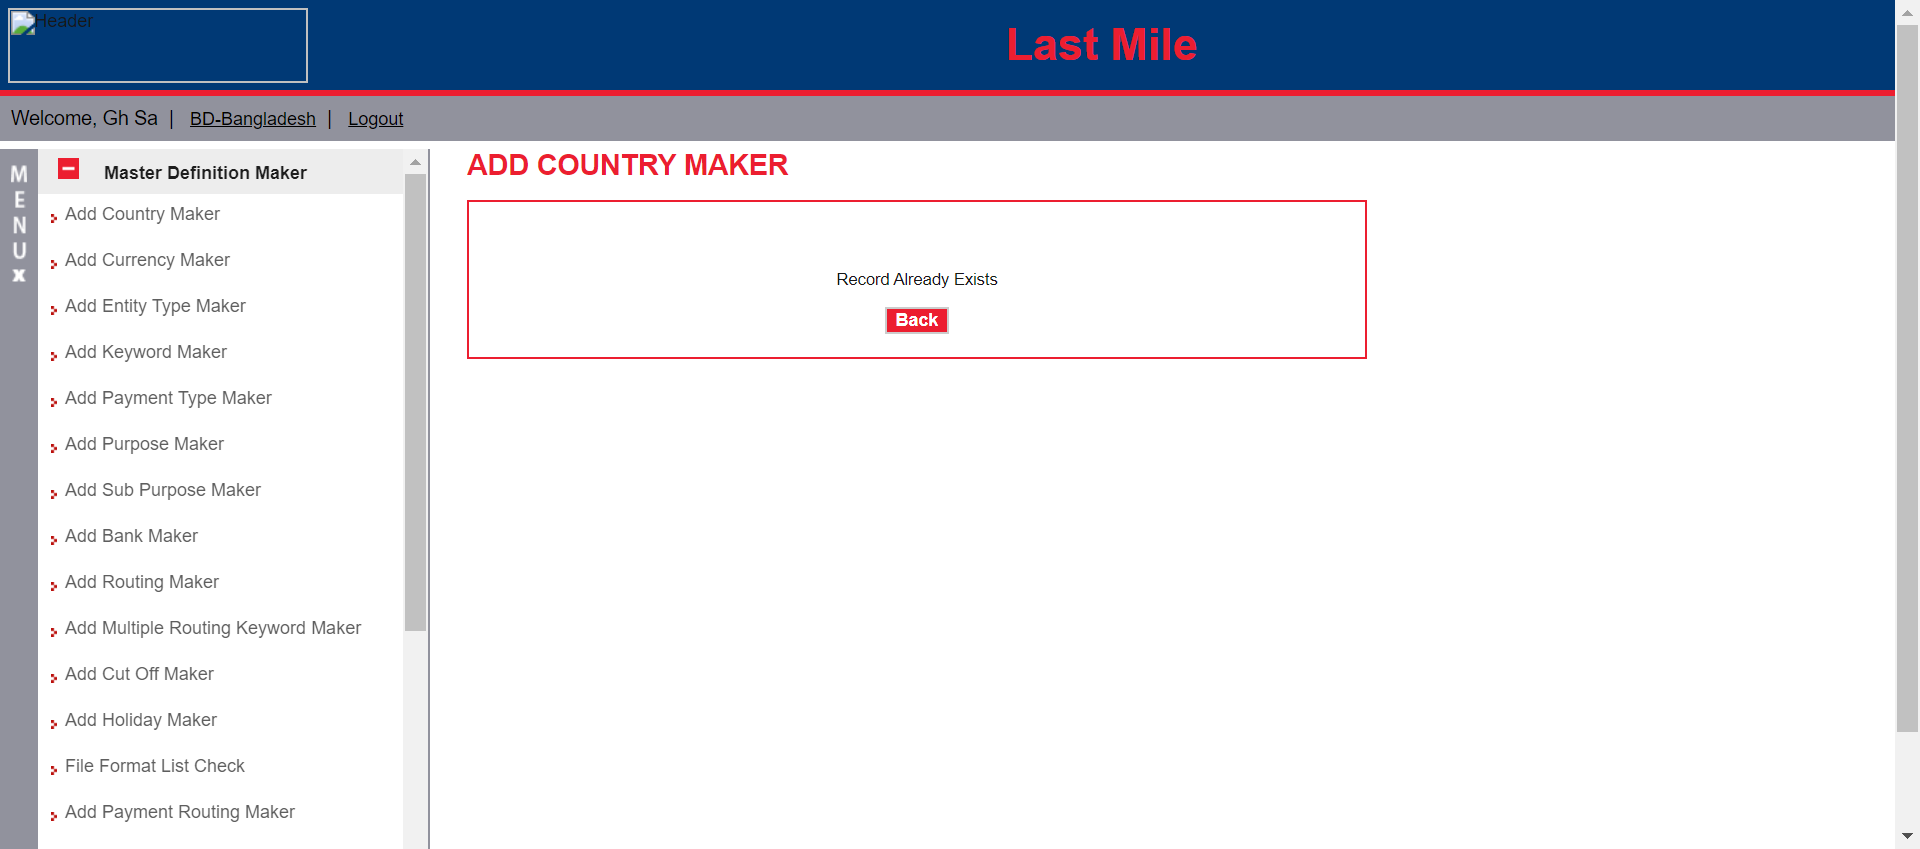 Header
Last Mile
Welcome, Gh Sa | BD-Bangladesh | Logout
MENU
x
Master Definition Maker
Add Country Maker
Add Currency Maker
Add Entity Type Maker
Add Keyword Maker
Add Payment Type Maker
Add Purpose Maker
Add Sub Purpose Maker
Add Bank Maker
Add Routing Maker
Add Multiple Routing Keyword Maker
Add Cut Off Maker
Add Holiday Maker
File Format List Check
Add Payment Routing Maker
ADD COUNTRY MAKER
Record Already Exists
Back